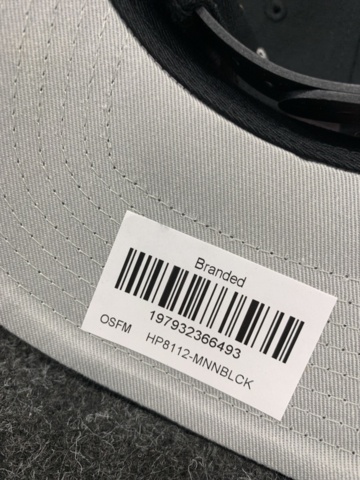 Branded
197932366493
OSFM HP8112-MNNBLCK